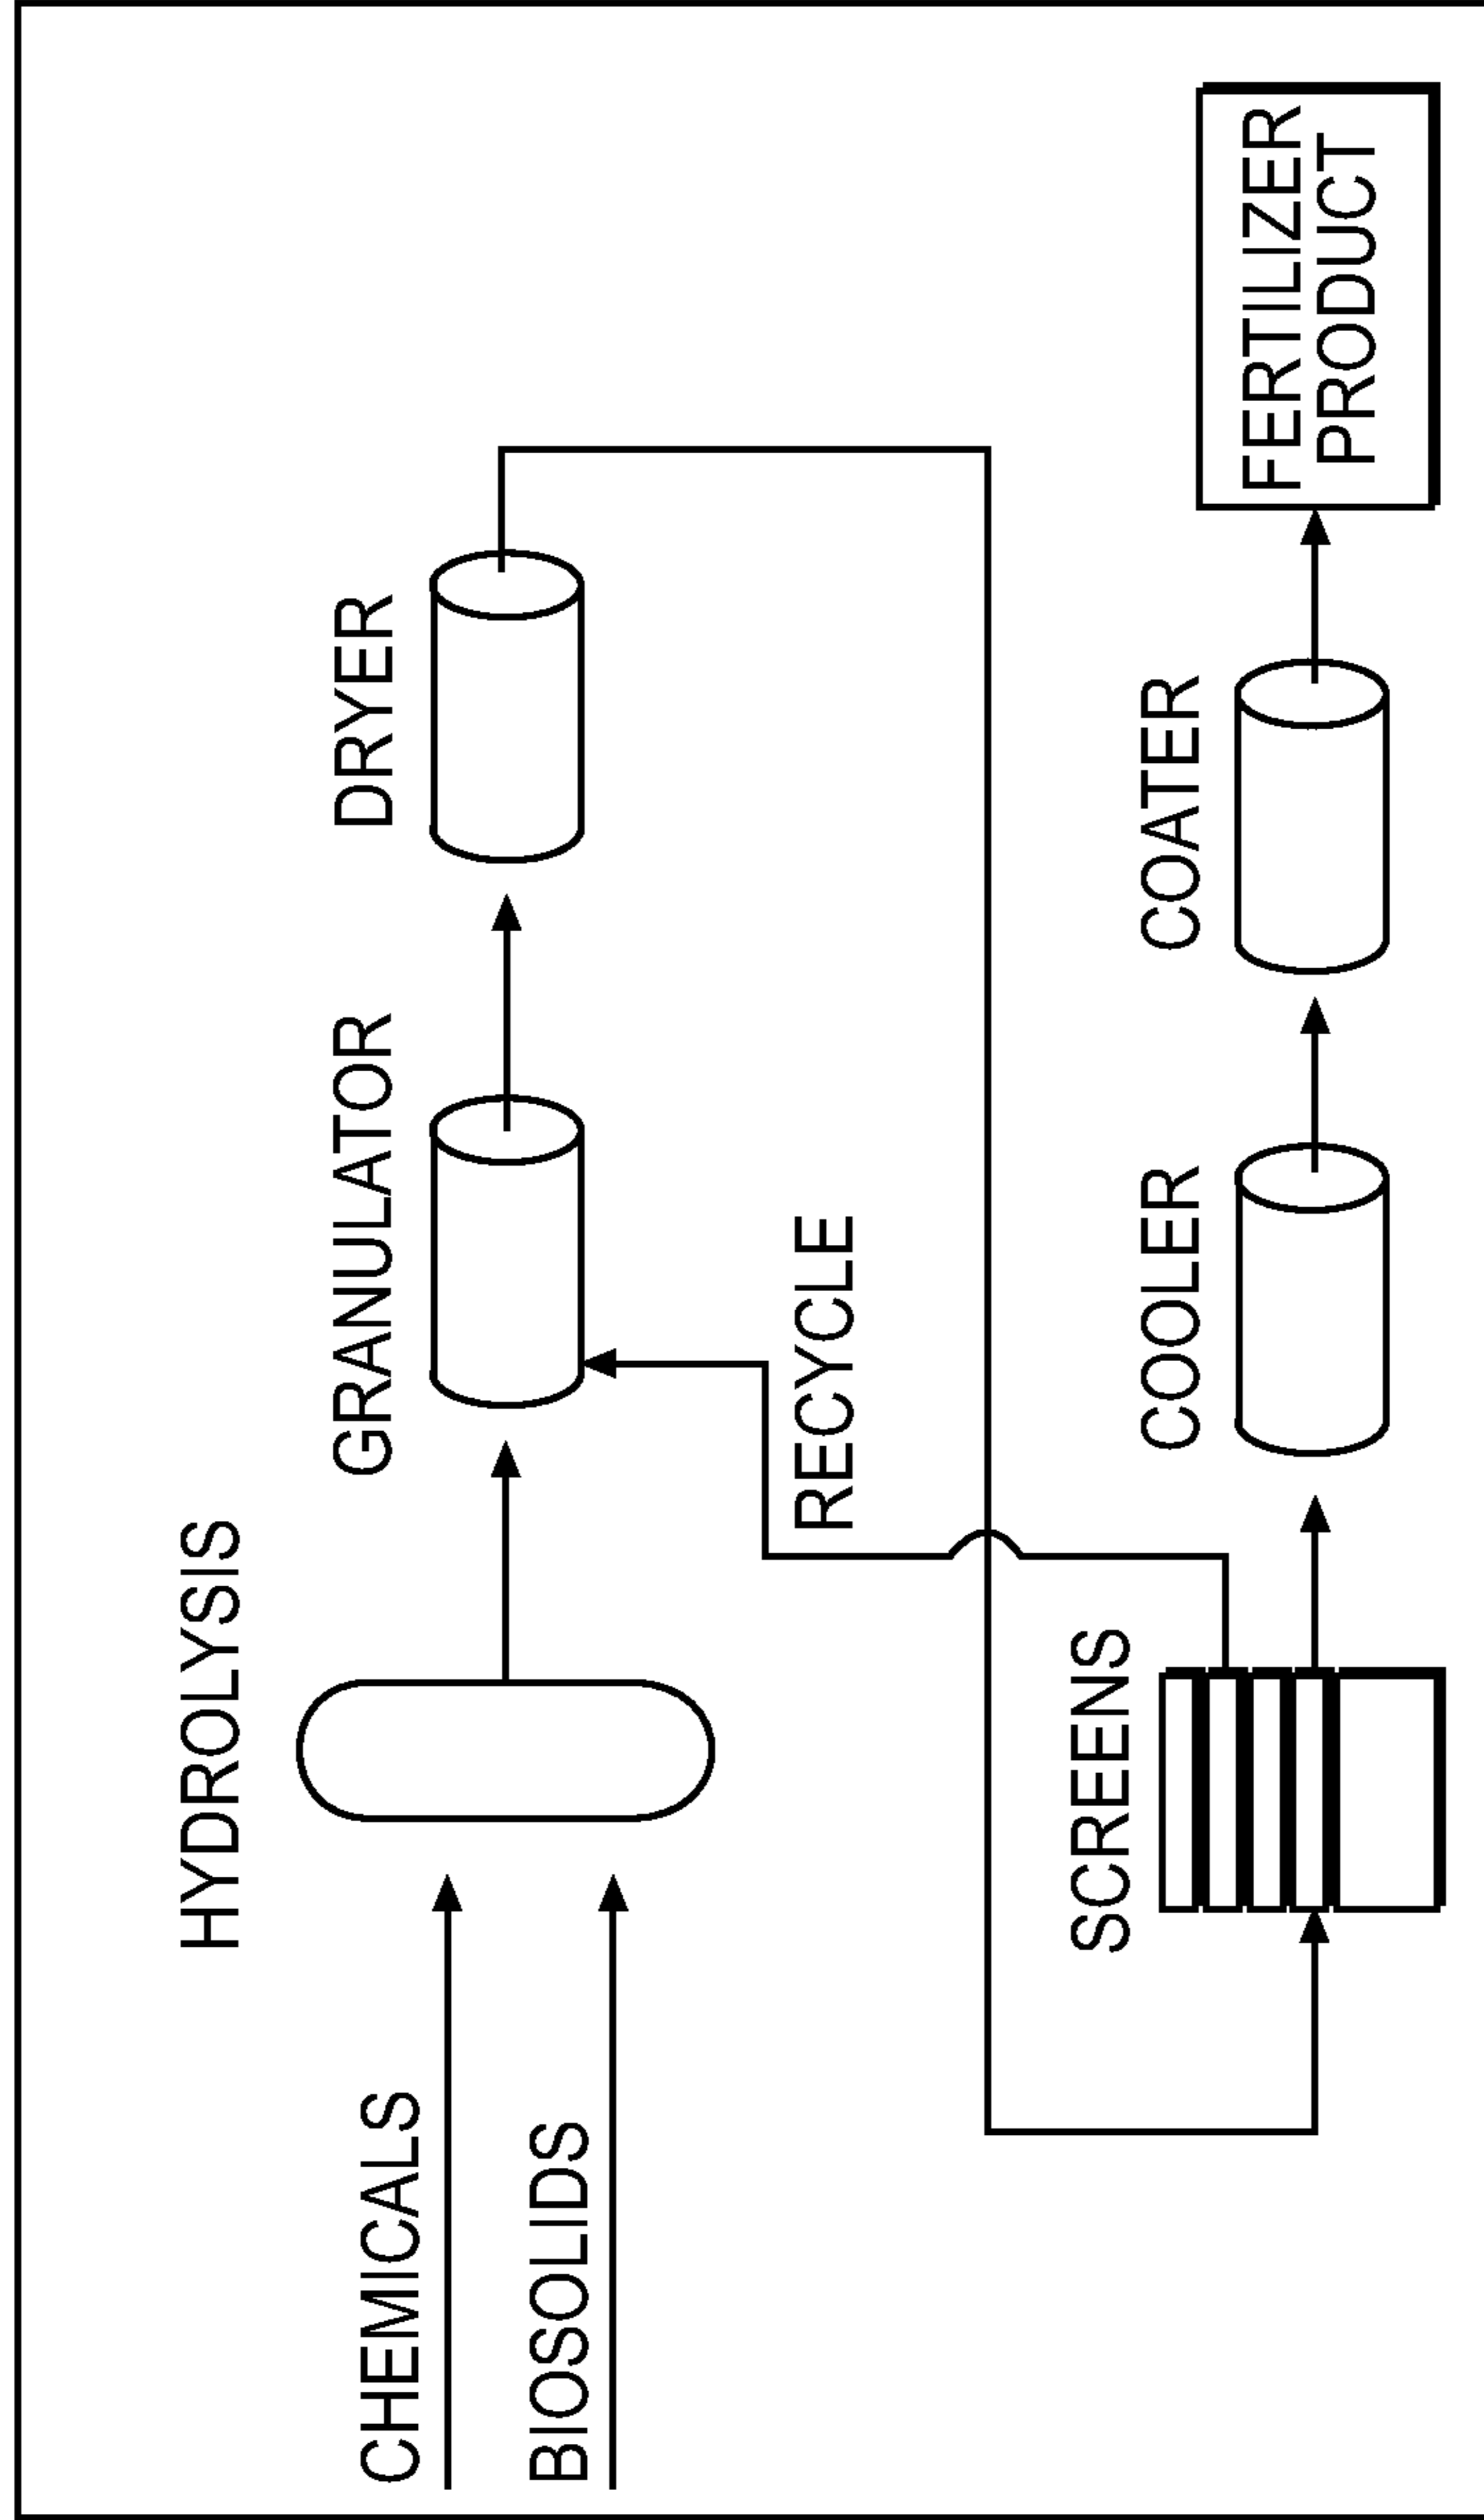 HYDROLYSIS
CHEMICALS
GRANULATOR
DRYER
BIOSOLIDS
RECYCLE
SCREENS
COOLER
COATER
FERTILIZER
PRODUCT